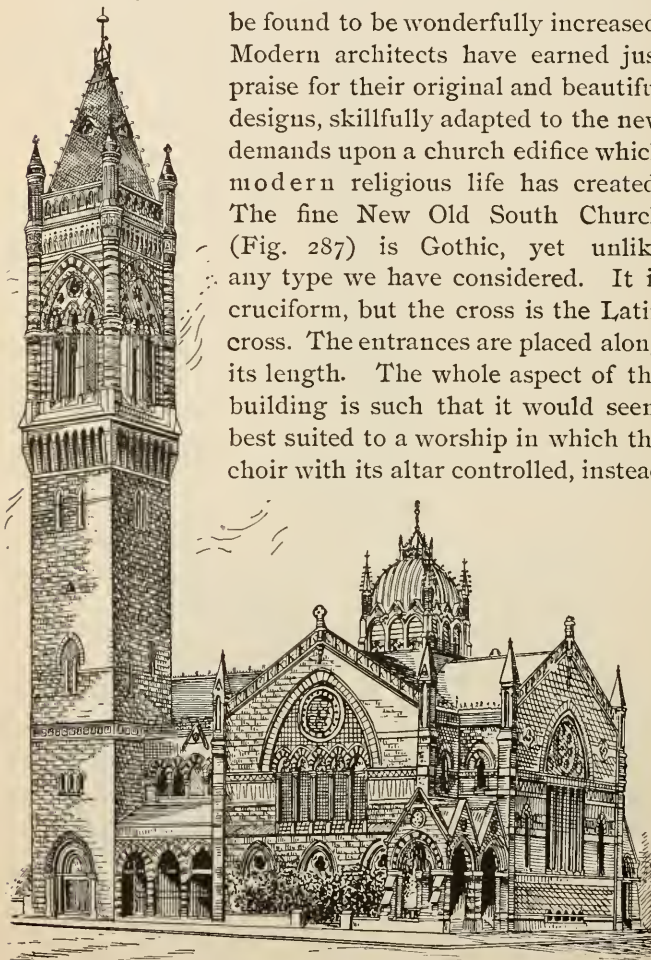 be found to be wonderfully increased
Modern architects have earned jus
praise for their original and beautifu
designs, skillfully adapted to the new
demands upon a church edifice whic
modern religious life has created
The fine New Old South Churc
(Fig. 287) is Gothic, yet unlik
any type we have considered. It i
cruciform, but the cross is the Lati
cross. The entrances are placed alon
its length. The whole aspect of th
building is such that it would seem
best suited to a worship in which th
choir with its altar controlled, instea